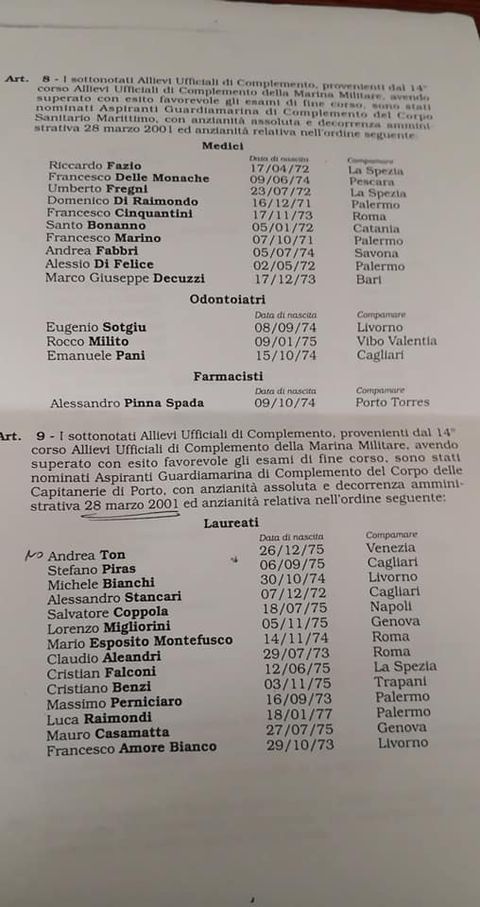 Art. 8 - I sottonotati Allievi Ufficiali di Complemento, provenienti dal 14°
corso Allievi Ufficiali di Complemento della Marina Militare, avendo
superato con esito favorevole gli esami di fine corso, sono stati
nominati Aspiranti Guardiamarina di Complemento del Corpo
Sanitario Marittimo, con anzianità assoluta e decorrenza ammini-
strativa 28 marzo 2001 ed anzianità relativa nell'ordine seguente:
Medici
Data di nascita Compamare
Riccardo Fazio 17/04/72 La Spezia
Francesco Delle Monache 09/06/74 Pescara
Umberto Fregni 23/07/72 La Spezia
Domenico Di Raimondo 16/12/71 Palermo
Francesco Cinquantini 17/11/73 Roma
Santo Bonanno 05/01/72 Catania
Francesco Marino 07/10/71 Palermo
Andrea Fabbri 05/07/74 Savona
Alessio Di Felice 02/05/72 Palermo
Marco Giuseppe Decuzzi 17/12/73 Bari
Odontoiatri
Data di nascita Compamare
Eugenio Sotgiu 08/09/74 Livorno
Rocco Milito 09/01/75 Vibo Valentia
Emanuele Pani 15/10/74 Cagliari
Farmacisti
Data di nascita Compamare
Alessandro Pinna Spada 09/10/74 Porto Torres
Art. 9 - I sottonotati Allievi Ufficiali di Complemento, provenienti dal 14°
corso Allievi Ufficiali di Complemento della Marina Militare, avendo
superato con esito favorevole gli esami di fine corso, sono stati
nominati Aspiranti Guardiamarina di Complemento del Corpo delle
Capitanerie di Porto, con anzianità assoluta e decorrenza ammini-
strativa 28 marzo 2001 ed anzianità relativa nell'ordine seguente:
Laureati
Data di nascita Compamare
Andrea Ton 26/12/75 Venezia
Stefano Piras 06/09/75 Cagliari
Michele Bianchi 30/10/74 Livorno
Alessandro Stancari 07/12/72 Cagliari
Salvatore Coppola 18/07/75 Napoli
Lorenzo Migliorini 05/11/75 Genova
Mario Esposito Montefusco 14/11/74 Roma
Claudio Aleandri 29/07/73 Roma
Cristian Falconi 12/06/75 La Spezia
Cristiano Benzi 03/11/75 Trapani
Massimo Perniciaro 16/09/73 Palermo
Luca Raimondi 18/01/77 Palermo
Mauro Casamatta 27/07/75 Genova
Francesco Amore Bianco 29/10/73 Livorno